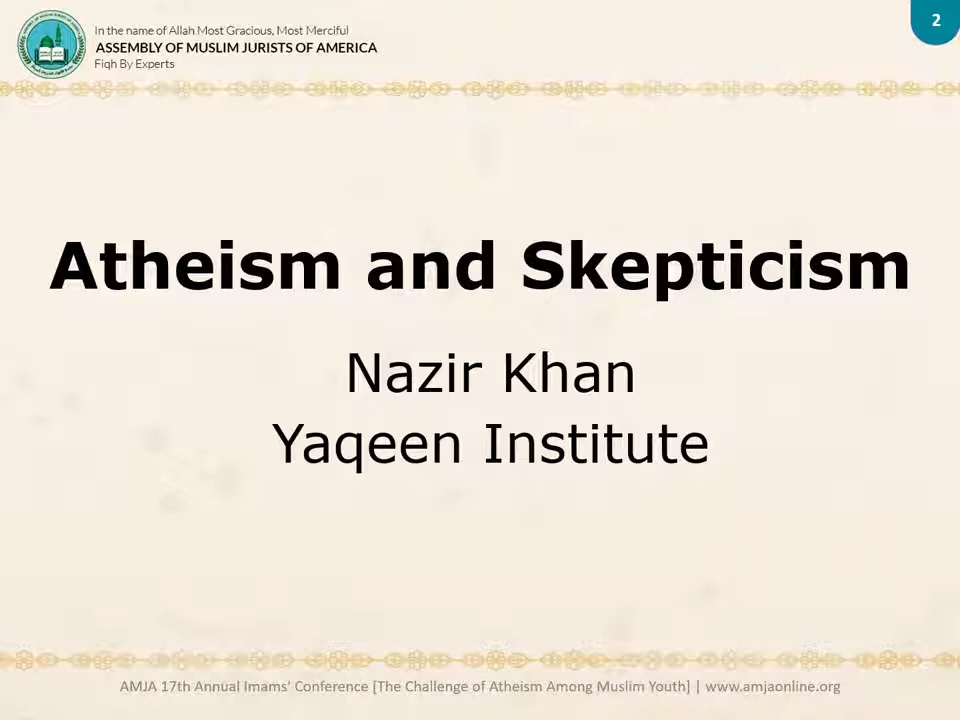 In the name of Allah Most Gracious, Most Merciful
ASSEMBLY OF MUSLIM JURISTS OF AMERICA
Fiqh By Experts
2
Atheism and Skepticism
Nazir Khan
Yaqeen Institute
AMJA 17th Annual Imams' Conference [The Challenge of Atheism Among Muslim Youth] | www.amjaonline.org